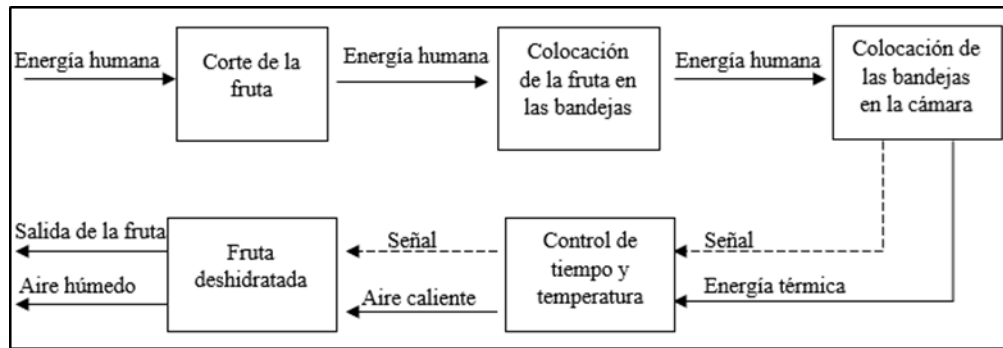 Energía humana
Corte de la
fruta
Energía humana
Colocación
de la fruta en
las bandejas
Energía humana
Colocación de
las bandejas
en la cámara
Salida de la fruta
Aire húmedo
Fruta
deshidratada
Señal
Aire caliente
Control de
tiempo y
temperatura
Señal
Energía térmica